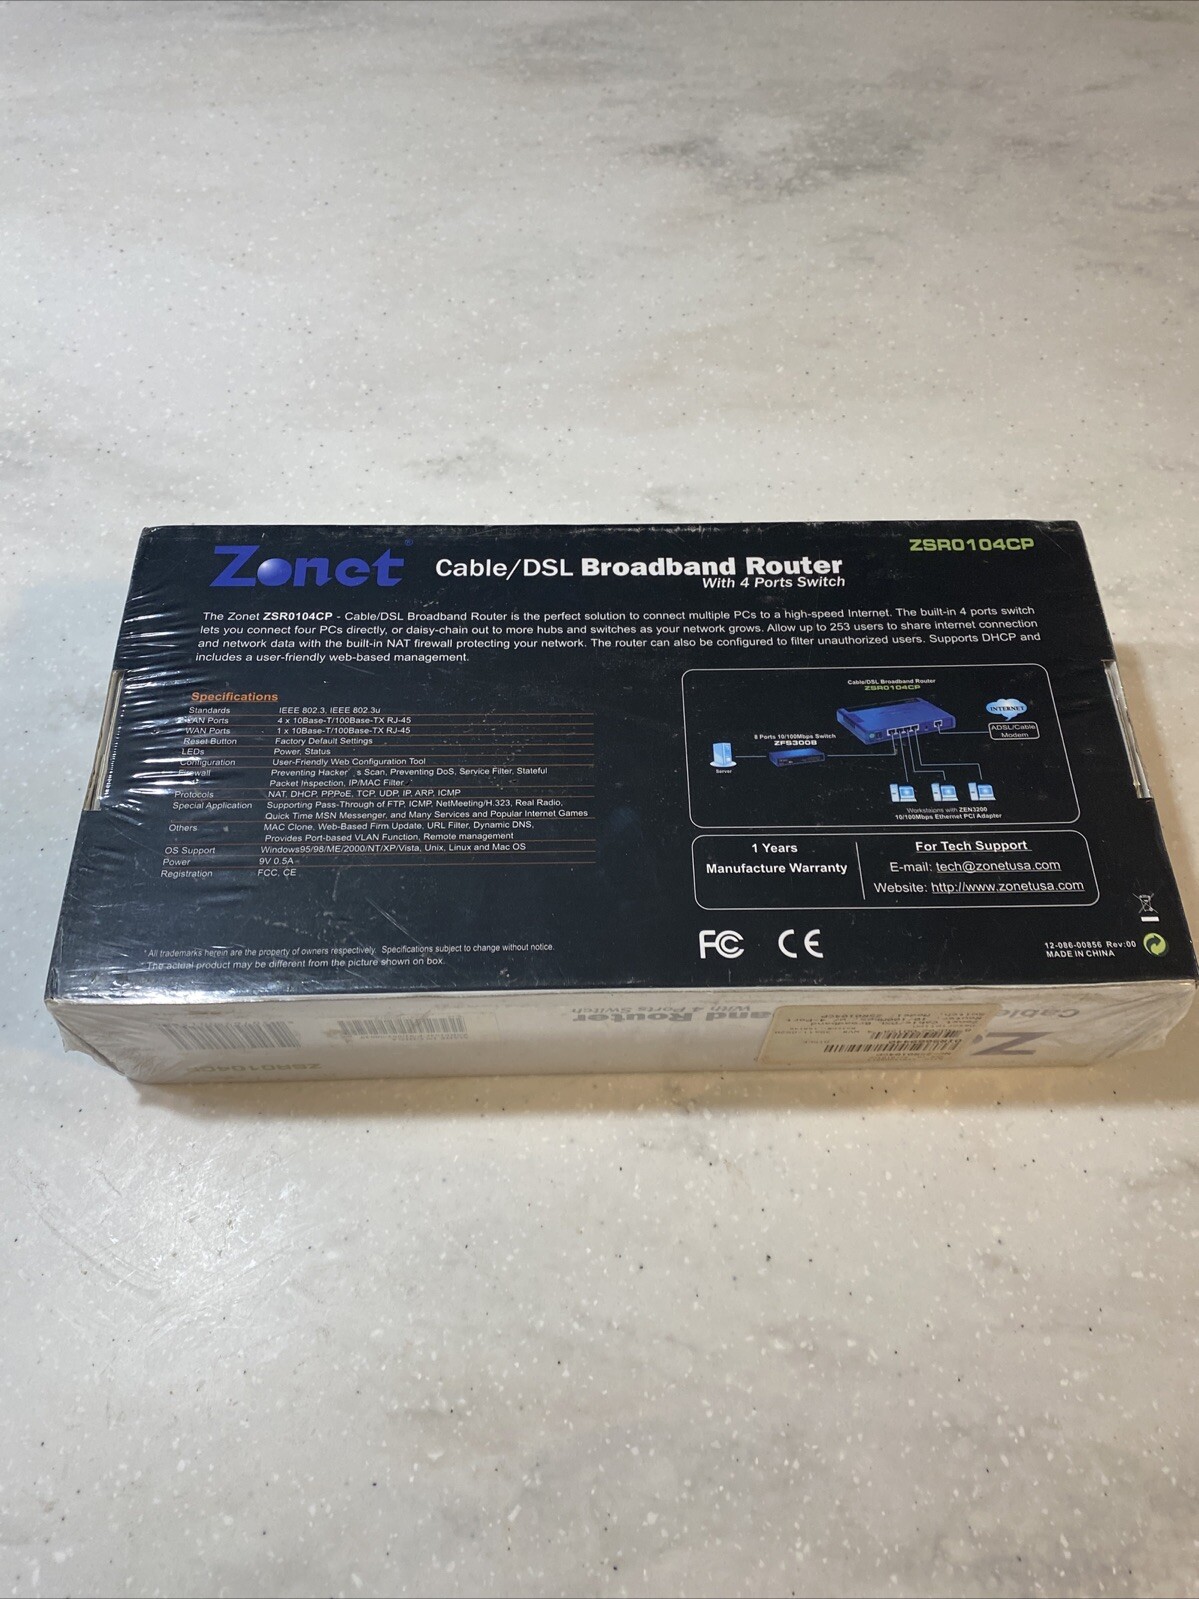 Zonet®
Cable/DSL Broadband Router
With 4 Ports Switch
ZSR0104CP
The Zonet ZSR0104CP - Cable/DSL Broadband Router is the perfect solution to connect multiple PCs to a high-speed Internet. The built-in 4 ports switch
lets you connect four PCs directly, or daisy-chain out to more hubs and switches as your network grows. Allow up to 253 users to share internet connection
and network data with the built-in NAT firewall protecting your network. The router can also be configured to filter unauthorized users. Supports DHCP and
includes a user-friendly web-based management.
Specifications
Standards IEEE 802.3, IEEE 802.3u
LAN Ports 4 x 10Base-T/100Base-TX RJ-45
WAN Ports 1 x 10Base-T/100Base-TX RJ-45
Reset Button Factory Default Settings
LEDs Power, Status
Configuration User-Friendly Web Configuration Tool
Firewall Preventing Hacker's Scan, Preventing DoS, Service Filter, Stateful
Packet Inspection, IP/MAC Filter
Protocols NAT, DHCP, PPPoE, TCP, UDP, IP, ARP, ICMP
Special Application Supporting Pass-Through of FTP, ICMP, NetMeeting/H.323, Real Radio,
Quick Time MSN Messenger, and Many Services and Popular Internet Games
Others MAC Clone, Web-Based Firm Update, URL Filter, Dynamic DNS,
Provides Port-based VLAN Function, Remote management
OS Support Windows95/98/ME/2000/NT/XP/Vista, Unix, Linux and Mac OS
Power 9V 0.5A
Registration FCC, CE
Cable/DSL Broadband Router
ZSR0104CP
INTERNET
ADSL/Cable
Modem
8 Ports 10/100Mbps Switch
ZFS3008
Server
Workstaions with ZEN3200
10/100Mbps Ethernet PCI Adapter
1 Years
Manufacture Warranty
For Tech Support
E-mail: tech@zonetusa.com
Website: http://www.zonetusa.com
*All trademarks herein are the property of owners respectively. Specifications subject to change without notice.
The actual product may be different from the picture shown on box.
FC CE
12-086-00856 Rev:00
MADE IN CHINA
and Router
With 4 Ports Switch
ZSR0104CP